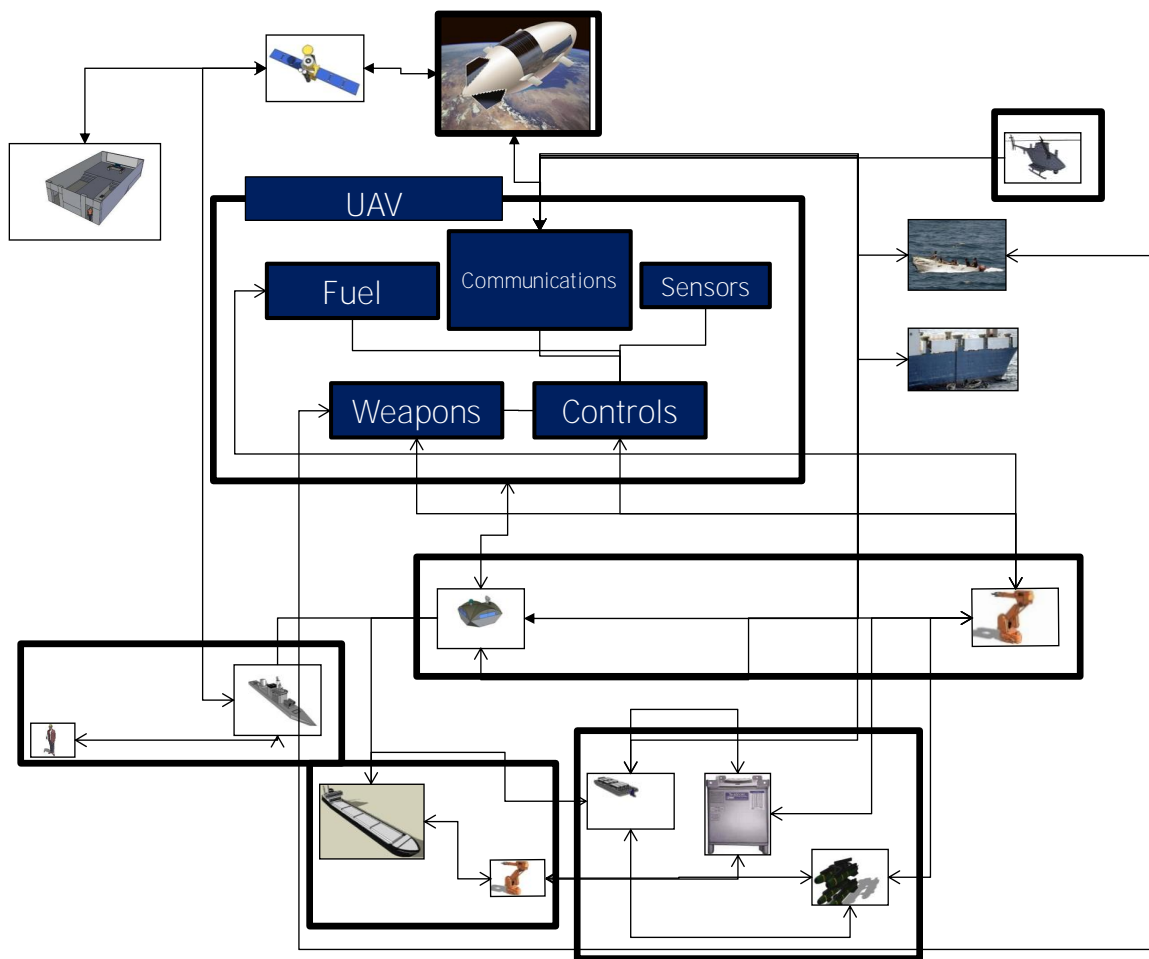 UAV
Communications
Fuel
Sensors
Weapons
Controls